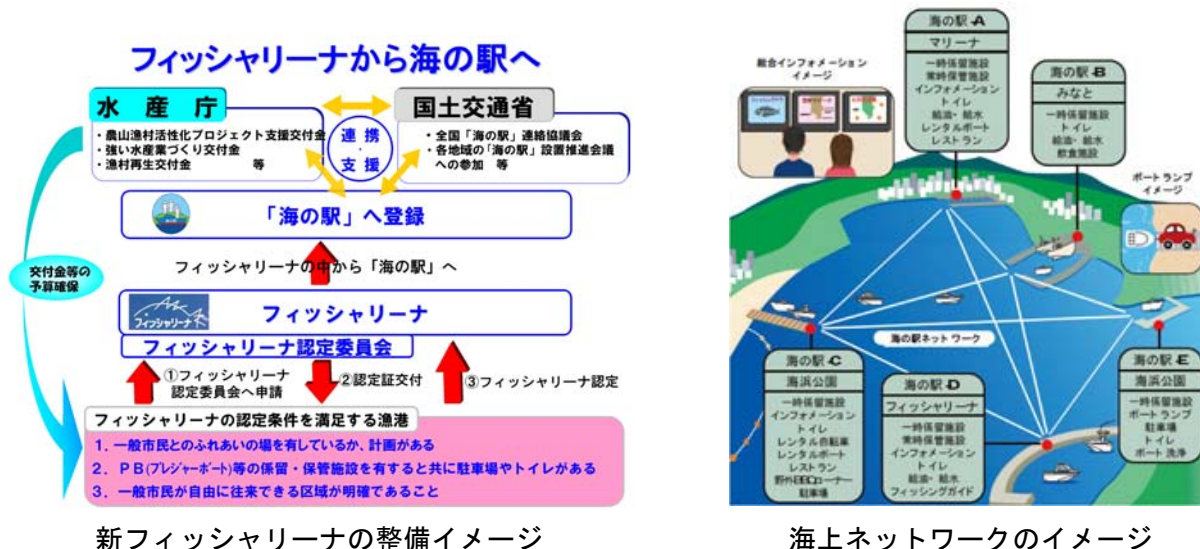 フィッシャリーナから海の駅へ
水 産 庁
・農山漁村活性化プロジェクト支援交付金
・強い水産業づくり交付金
・漁村再生交付金 等
連 携
・
支 援
国土交通省
・全国「海の駅」連絡協議会
・各地域の「海の駅」設置推進会議
への参加 等
「海の駅」へ登録
フィッシャリーナの中から「海の駅」へ
交付金等の
予算確保
フィッシャリーナ
フィッシャリーナ
フィッシャリーナ認定委員会
①フィッシャリーナ
認定委員会へ申請
②認定証交付
③フィッシャリーナ認定
フィッシャリーナの認定条件を満足する漁港
1．一般市民とのふれあいの場を有しているか、計画がある
2．ＰＢ(プレジャーボート)等の係留・保管施設を有すると共に駐車場やトイレがある
3．一般市民が自由に往来できる区域が明確であること
新フィッシャリーナの整備イメージ
総合インフォメーション
イメージ
海の駅-A
マリーナ
一時係留施設
常時保管施設
インフォメーション
トイレ
給油・給水
レンタルボート
レストラン
海の駅-B
みなと
一時係留施設
トイレ
給油・給水
飲食施設
ボートランプ
イメージ
海の駅ネットワーク
海の駅-C
海浜公園
一時係留施設
インフォメーション
トイレ
レンタル自転車
レンタルボート
レストラン
野外コーナー
駐車場
海の駅-D
フィッシャリーナ
一時係留施設
常時係留施設
インフォメーション
トイレ
給油・給水
フィッシングガイド
海の駅-E
海浜公園
一時係留施設
ボートランプ
駐車場
トイレ
ボート洗浄
海上ネットワークのイメージ